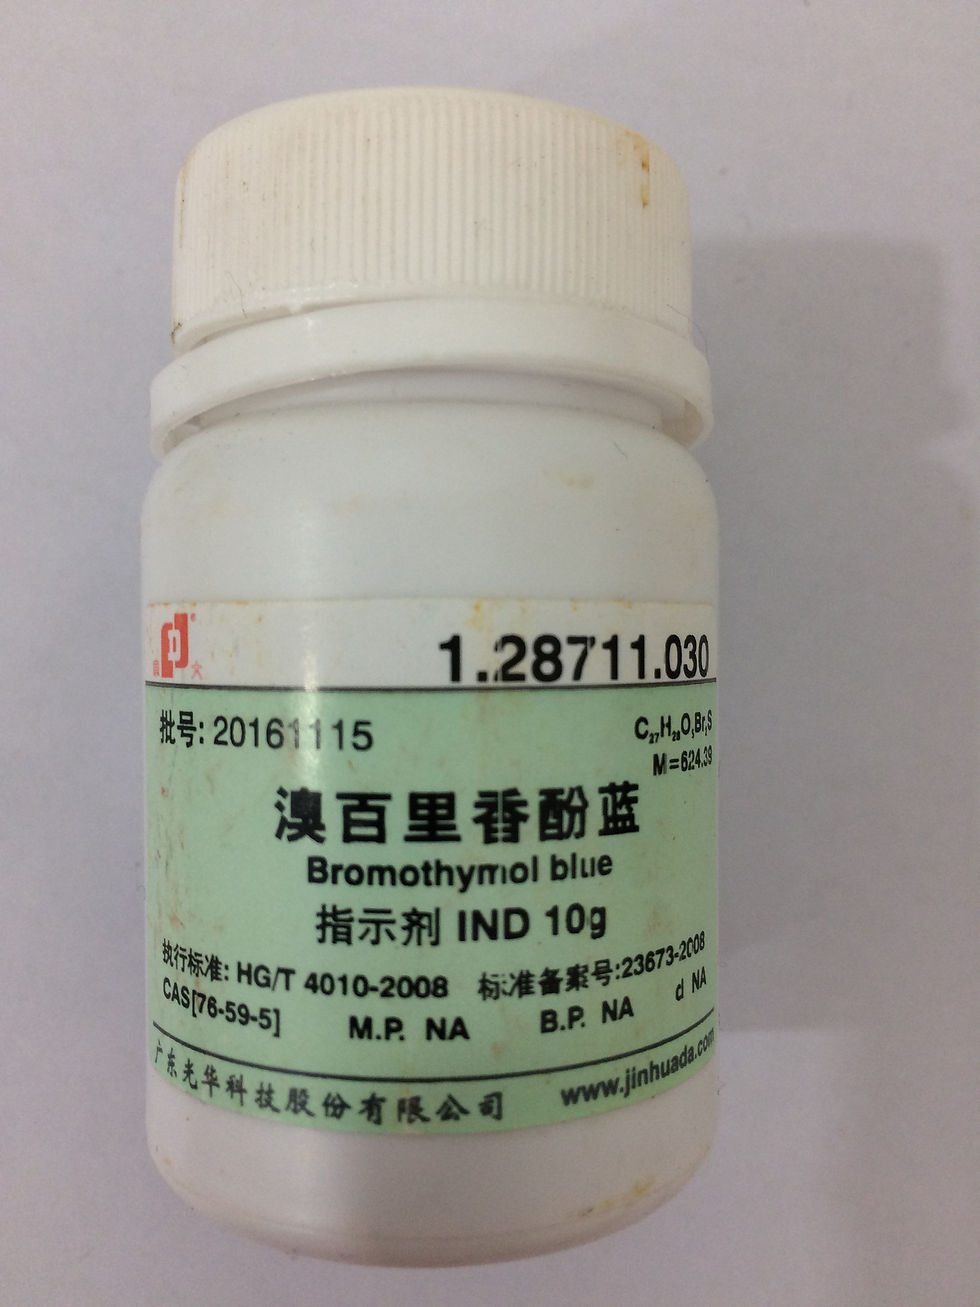 1.28711.030
批号: 20161115
C₂₇H₂₈O₅Br₂S
M=624.39
溴百里香酚蓝
Bromothymol blue
指示剂 IND 10g
执行标准: HG/T 4010-2008 标准备案号:23673-2008
CAS[76-59-5] M.P. NA B.P. NA d NA
广东光华科技股份有限公司 www.jinhuada.com